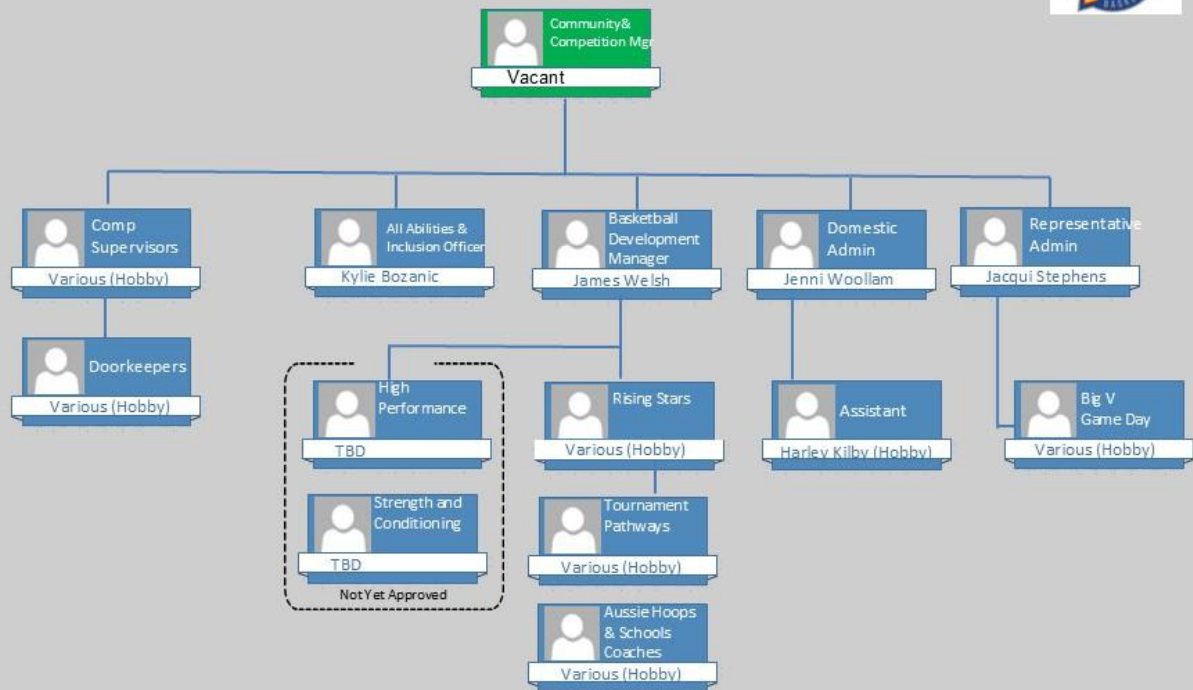 Community&
Competition Mgr
Vacant
Comp
Supervisors
Various (Hobby)
All Abilities &
Inclusion Officer
Kylie Bozanic
Basketball
Development
Manager
James Welsh
Domestic
Admin
Jenni Woollam
Representative
Admin
Jacqui Stephens
Doorkeepers
Various (Hobby)
High
Performance
TBD
Rising Stars
Various (Hobby)
Assistant
Harley Kilby (Hobby)
Big V
Game Day
Various (Hobby)
Strength and
Conditioning
TBD
Not Yet Approved
Tournament
Pathways
Various (Hobby)
Aussie Hoops
& Schools
Coaches
Various (Hobby)